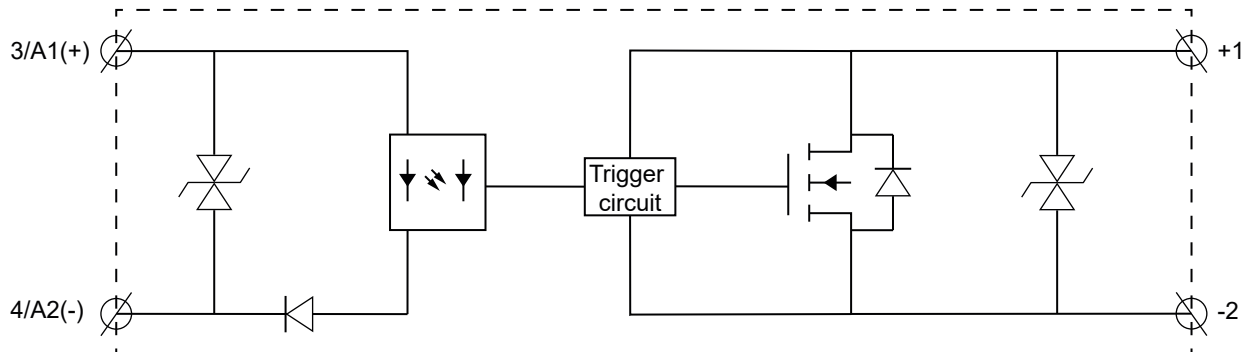 3/A1(+)
+1
Trigger
circuit
4/A2(-)
-2